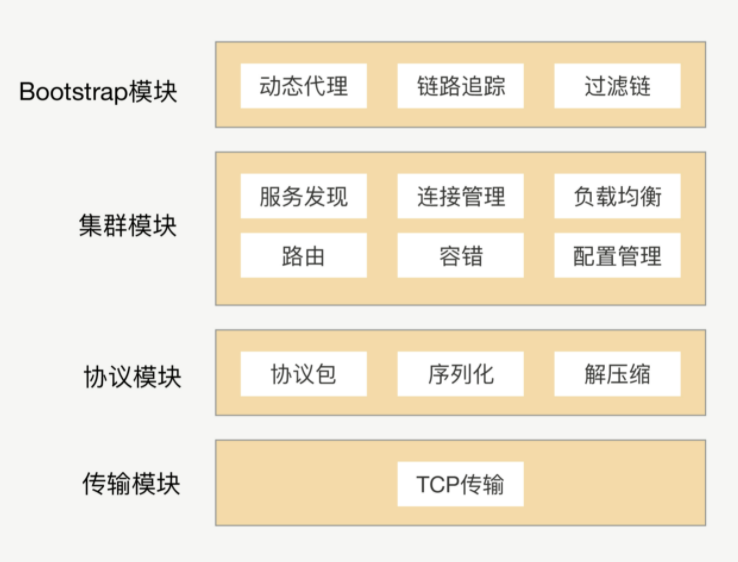 Bootstrap模块
动态代理 链路追踪 过滤链
集群模块
服务发现 连接管理 负载均衡
路由 容错 配置管理
协议模块
协议包 序列化 解压缩
传输模块
TCP传输